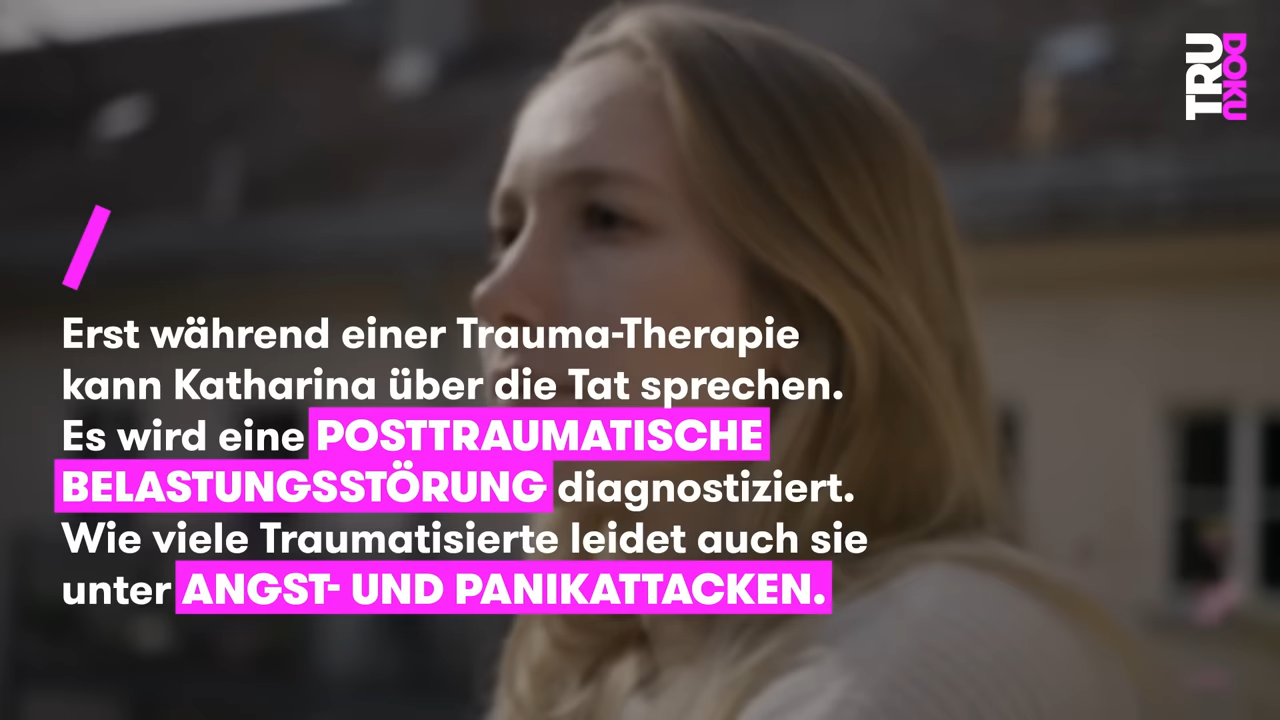 TRU
DOKU
Erst während einer Trauma-Therapie
kann Katharina über die Tat sprechen.
Es wird eine POSTTRAUMATISCHE
BELASTUNGSSTÖRUNG diagnostiziert.
Wie viele Traumatisierte leidet auch sie
unter ANGST- UND PANIKATTACKEN.